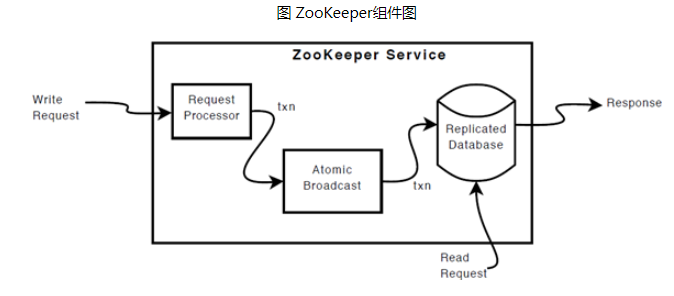 图 ZooKeeper组件图
ZooKeeper Service
Write
Request
Request
Processor
txn
Atomic
Broadcast
txn
Replicated
Database
Response
Read
Request